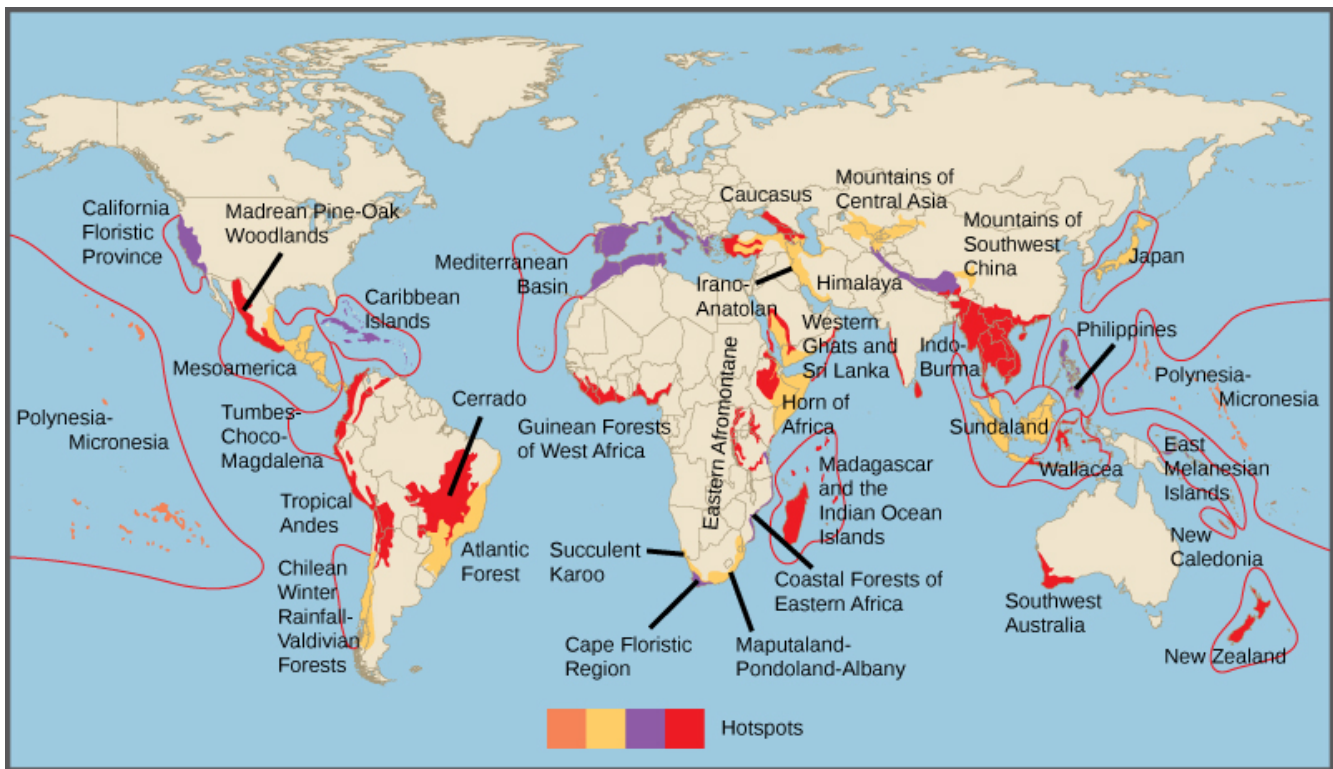 California
Floristic
Province
Madrean Pine-Oak
Woodlands
Caribbean
Islands
Mesoamerica
Polynesia-
Micronesia
Tumbes-
Choco-
Magdalena
Cerrado
Tropical
Andes
Atlantic
Forest
Chilean
Winter
Rainfall-
Valdivian
Forests
Mediterranean
Basin
Caucasus
Mountains of
Central Asia
Mountains of
Southwest
China
Japan
Irano-
Anatolan
Himalaya
Western
Ghats and
Sri Lanka
Indo-
Burma
Philippines
Polynesia-
Micronesia
Guinean Forests
of West Africa
Eastern Afromontane
Horn of
Africa
Sundaland
Wallacea
East
Melanesian
Islands
Madagascar
and the
Indian Ocean
Islands
New
Caledonia
Succulent
Karoo
Coastal Forests of
Eastern Africa
Cape Floristic
Region
Maputaland-
Pondoland-Albany
Southwest
Australia
New Zealand
Hotspots